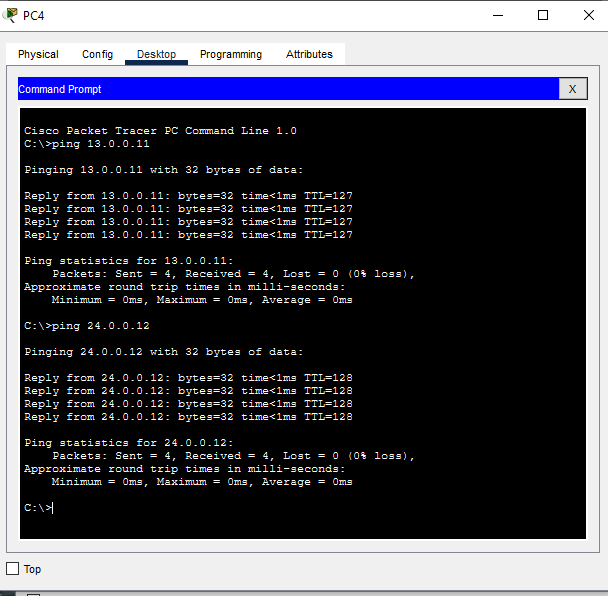 PC4
Physical Config Desktop Programming Attributes
Command Prompt X
Cisco Packet Tracer PC Command Line 1.0
C:\>ping 13.0.0.11
Pinging 13.0.0.11 with 32 bytes of data:
Reply from 13.0.0.11: bytes=32 time<1ms TTL=127
Reply from 13.0.0.11: bytes=32 time<1ms TTL=127
Reply from 13.0.0.11: bytes=32 time<1ms TTL=127
Reply from 13.0.0.11: bytes=32 time<1ms TTL=127
Ping statistics for 13.0.0.11:
Packets: Sent = 4, Received = 4, Lost = 0 (0% loss),
Approximate round trip times in milli-seconds:
Minimum = 0ms, Maximum = 0ms, Average = 0ms
C:\>ping 24.0.0.12
Pinging 24.0.0.12 with 32 bytes of data:
Reply from 24.0.0.12: bytes=32 time<1ms TTL=128
Reply from 24.0.0.12: bytes=32 time<1ms TTL=128
Reply from 24.0.0.12: bytes=32 time<1ms TTL=128
Reply from 24.0.0.12: bytes=32 time<1ms TTL=128
Ping statistics for 24.0.0.12:
Packets: Sent = 4, Received = 4, Lost = 0 (0% loss),
Approximate round trip times in milli-seconds:
Minimum = 0ms, Maximum = 0ms, Average = 0ms
C:\>
Top